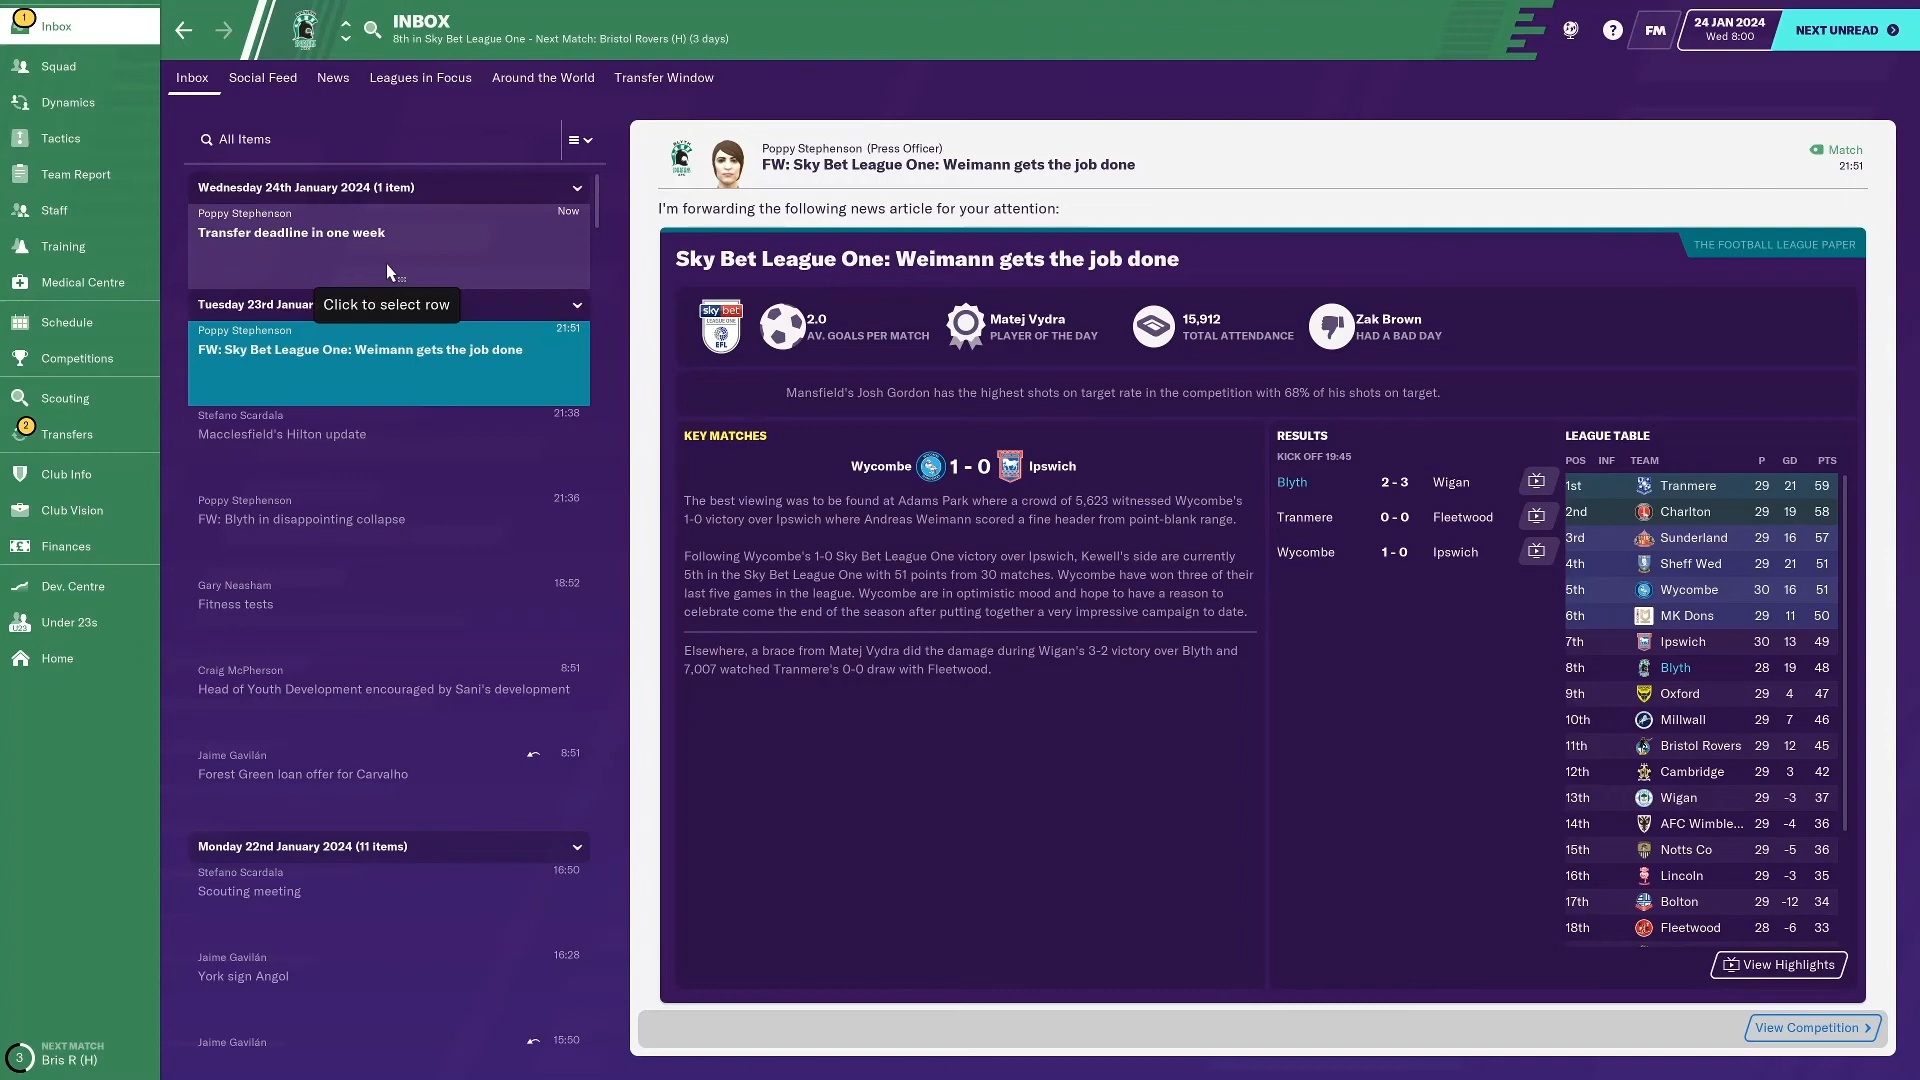 1
Inbox
Squad
Dynamics
Tactics
Team Report
Staff
Training
Medical Centre
Schedule
Competitions
Scouting
2
Transfers
Club Info
Club Vision
Finances
Dev. Centre
U23
Under 23s
Home
3
NEXT MATCH
Bris R (H)
INBOX
8th in Sky Bet League One - Next Match: Bristol Rovers (H) (3 days)
?
FM
24 JAN 2024
Wed 8:00
NEXT UNREAD
Inbox Social Feed News Leagues in Focus Around the World Transfer Window
All Items
Wednesday 24th January 2024 (1 item)
Poppy Stephenson Now
Transfer deadline in one week
Tuesday 23rd Januar
Click to select row
Poppy Stephenson 21:51
FW: Sky Bet League One: Weimann gets the job done
Stefano Scardala 21:38
Macclesfield's Hilton update
Poppy Stephenson 21:36
FW: Blyth in disappointing collapse
Gary Neasham 18:52
Fitness tests
Craig McPherson 8:51
Head of Youth Development encouraged by Sani's development
Jaime Gavilán 8:51
Forest Green loan offer for Carvalho
Monday 22nd January 2024 (11 items)
Stefano Scardala 16:50
Scouting meeting
Jaime Gavilán 16:28
York sign Angol
Jaime Gavilán 15:50
Poppy Stephenson (Press Officer)
FW: Sky Bet League One: Weimann gets the job done
Match
21:51
I'm forwarding the following news article for your attention:
THE FOOTBALL LEAGUE PAPER
Sky Bet League One: Weimann gets the job done
sky bet
EFL
2.0
AV. GOALS PER MATCH
Matej Vydra
PLAYER OF THE DAY
15,912
TOTAL ATTENDANCE
Zak Brown
HAD A BAD DAY
Mansfield's Josh Gordon has the highest shots on target rate in the competition with 68% of his shots on target.
KEY MATCHES
Wycombe 1 - 0 Ipswich
The best viewing was to be found at Adams Park where a crowd of 5,623 witnessed Wycombe's
1-0 victory over Ipswich where Andreas Weimann scored a fine header from point-blank range.
Following Wycombe's 1-0 Sky Bet League One victory over Ipswich, Kewell's side are currently
5th in the Sky Bet League One with 51 points from 30 matches. Wycombe have won three of their
last five games in the league. Wycombe are in optimistic mood and hope to have a reason to
celebrate come the end of the season after putting together a very impressive campaign to date.
Elsewhere, a brace from Matej Vydra did the damage during Wigan's 3-2 victory over Blyth and
7,007 watched Tranmere's 0-0 draw with Fleetwood.
RESULTS
KICK OFF 19:45
Blyth 2 - 3 Wigan
Tranmere 0 - 0 Fleetwood
Wycombe 1 - 0 Ipswich
LEAGUE TABLE
POS INF TEAM P GD PTS
1st Tranmere 29 21 59
2nd Charlton 29 19 58
3rd Sunderland 29 16 57
4th Sheff Wed 29 21 51
5th Wycombe 30 16 51
6th MK Dons 29 11 50
7th Ipswich 30 13 49
8th Blyth 28 19 48
9th Oxford 29 4 47
10th Millwall 29 7 46
11th Bristol Rovers 29 12 45
12th Cambridge 29 3 42
13th Wigan 29 -3 37
14th AFC Wimble... 29 -4 36
15th Notts Co 29 -5 36
16th Lincoln 29 -3 35
17th Bolton 29 -12 34
18th Fleetwood 28 -6 33
View Highlights
View Competition